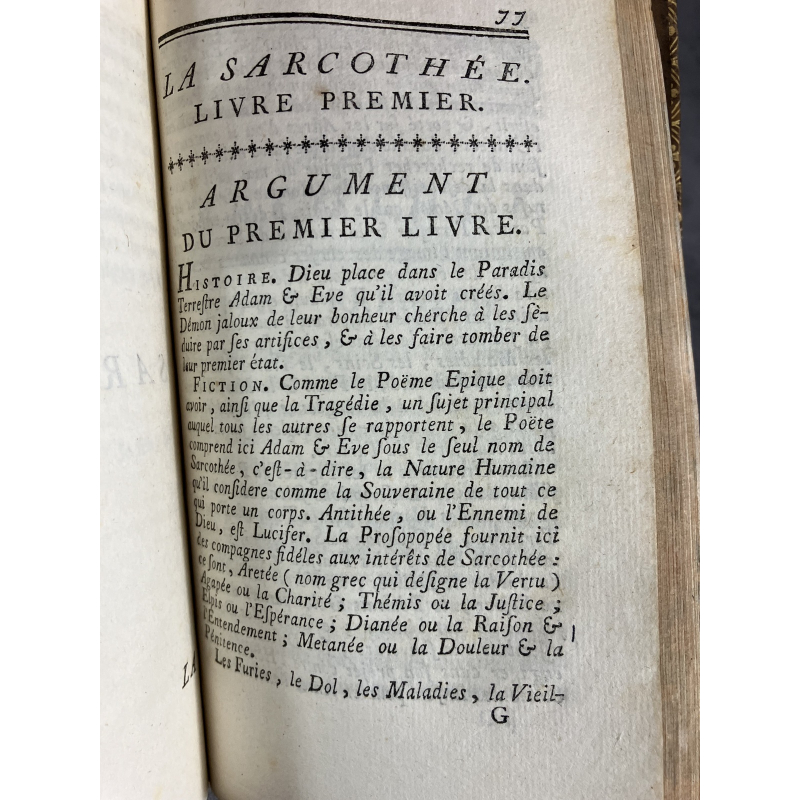 77
LA SARCOTHÉE.
LIVRE PREMIER.
ARGUMENT
DU PREMIER LIVRE.
HISTOIRE. Dieu place dans le Paradis
Terreſtre Adam & Eve qu'il avoit créés. Le
Démon jaloux de leur bonheur chérche à les ſé-
duire par ſes artifices, & à les faire tomber de
leur premier état.
FICTION. Comme le Poëme Epique doit
avoir, ainſi que la Tragédie, un ſujet principal
auquel tous les autres ſe rapportent, le Poëte
comprend ici Adam & Eve ſous le ſeul nom de
Sarcothée, c'eſt-à-dire, la Nature Humaine
qu'il conſidere comme la Souveraine de tout ce
qui porte un corps. Antithée, ou l'Ennemi de
Dieu, eſt Lucifer. La Proſopopée fournit ici
des compagnes fidéles aux intérêts de Sarcothée :
ce ſont, Aretée ( nom grec qui déſigne la Vertu )
Agapée ou la Charité ; Thémis ou la Juſtice ;
Elpis ou l'Eſpérance ; Dianée ou la Raiſon &
l'Entendement ; Metanée ou la Douleur & la
Pénitence.
Les Furies, le Dol, les Maladies, la Vieil-
G
SAR
LA